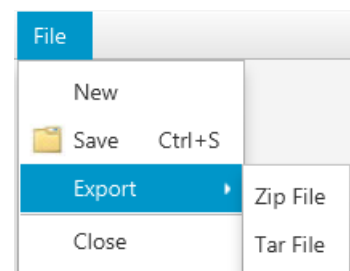 File
New
Save Ctrl+S
Export
Zip File
Close
Tar File